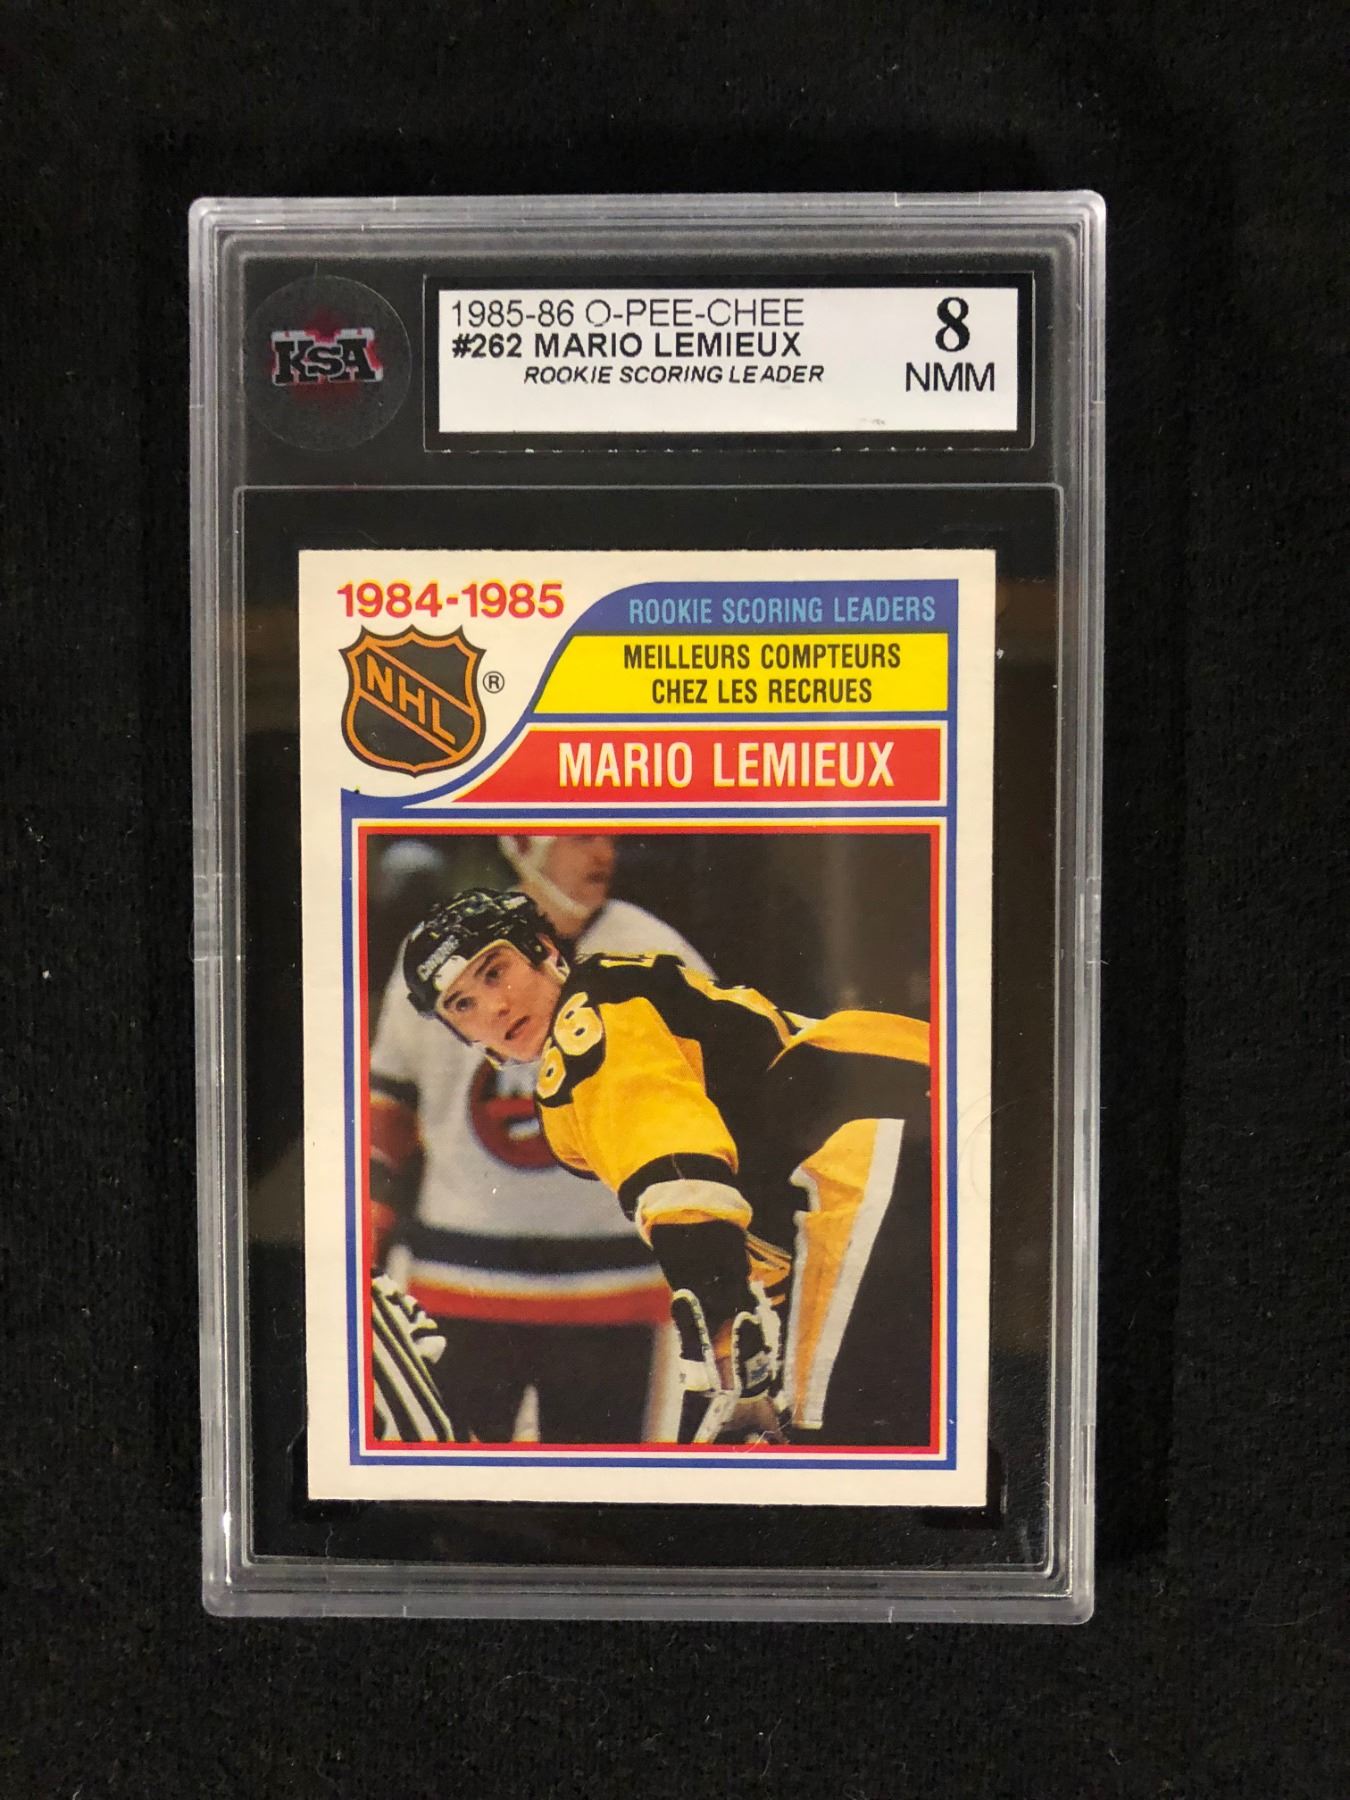 KSA
1985-86 O-PEE-CHEE
#262 MARIO LEMIEUX
ROOKIE SCORING LEADER
8
NMM
1984-1985
NHL
®
ROOKIE SCORING LEADERS
MEILLEURS COMPTEURS
CHEZ LES RECRUES
MARIO LEMIEUX
66